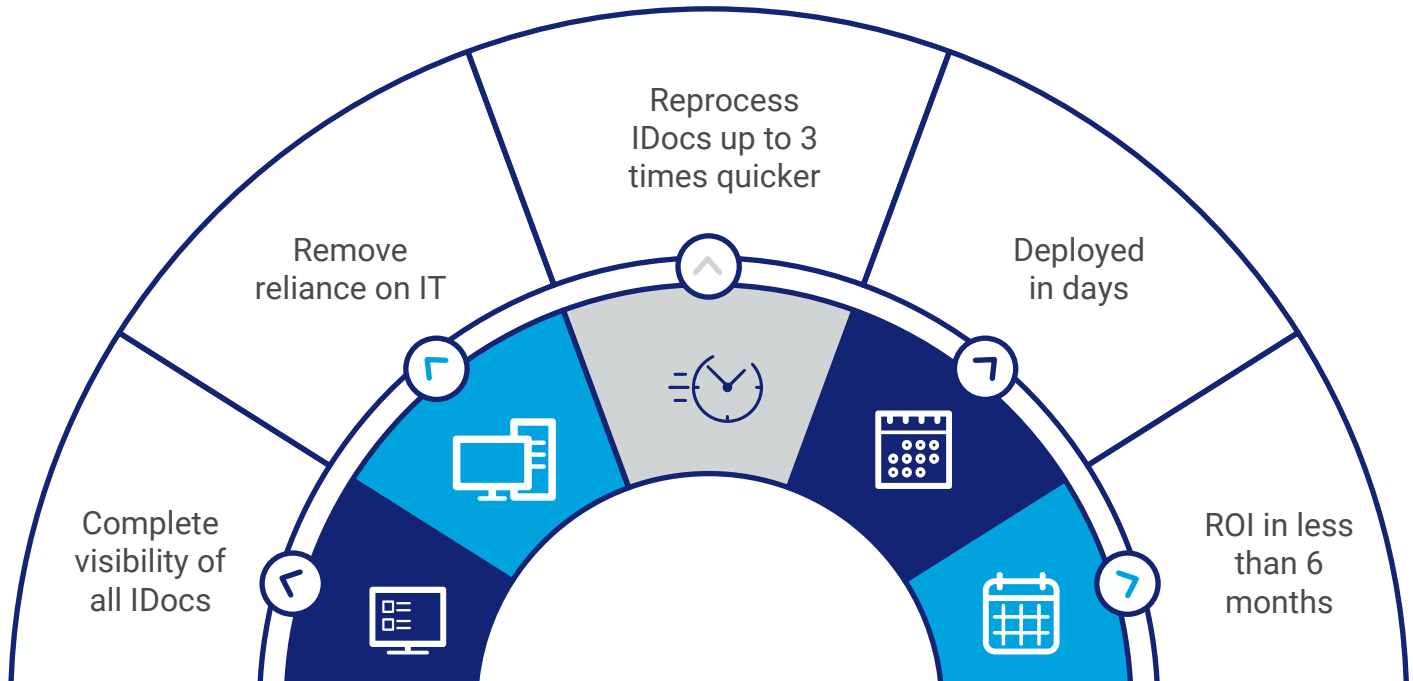 Complete
visibility of
all IDocs
Remove
reliance on IT
Reprocess
IDocs up to 3
times quicker
Deployed
in days
ROI in less
than 6
months